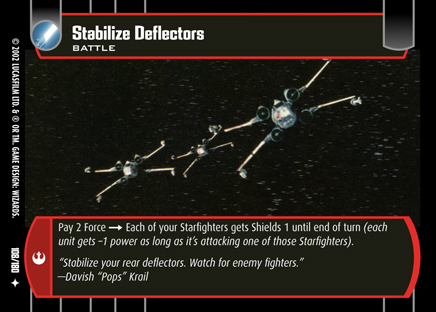 Stabilize Deflectors
BATTLE
Pay 2 Force → Each of your Starfighters gets Shields 1 until end of turn (each
unit gets –1 power as long as it's attacking one of those Starfighters).
“Stabilize your rear deflectors. Watch for enemy fighters.”
—Davish “Pops” Krail
© 2002 LUCASFILM LTD. & ® OR TM. GAME DESIGN: WIZARDS.
108/180